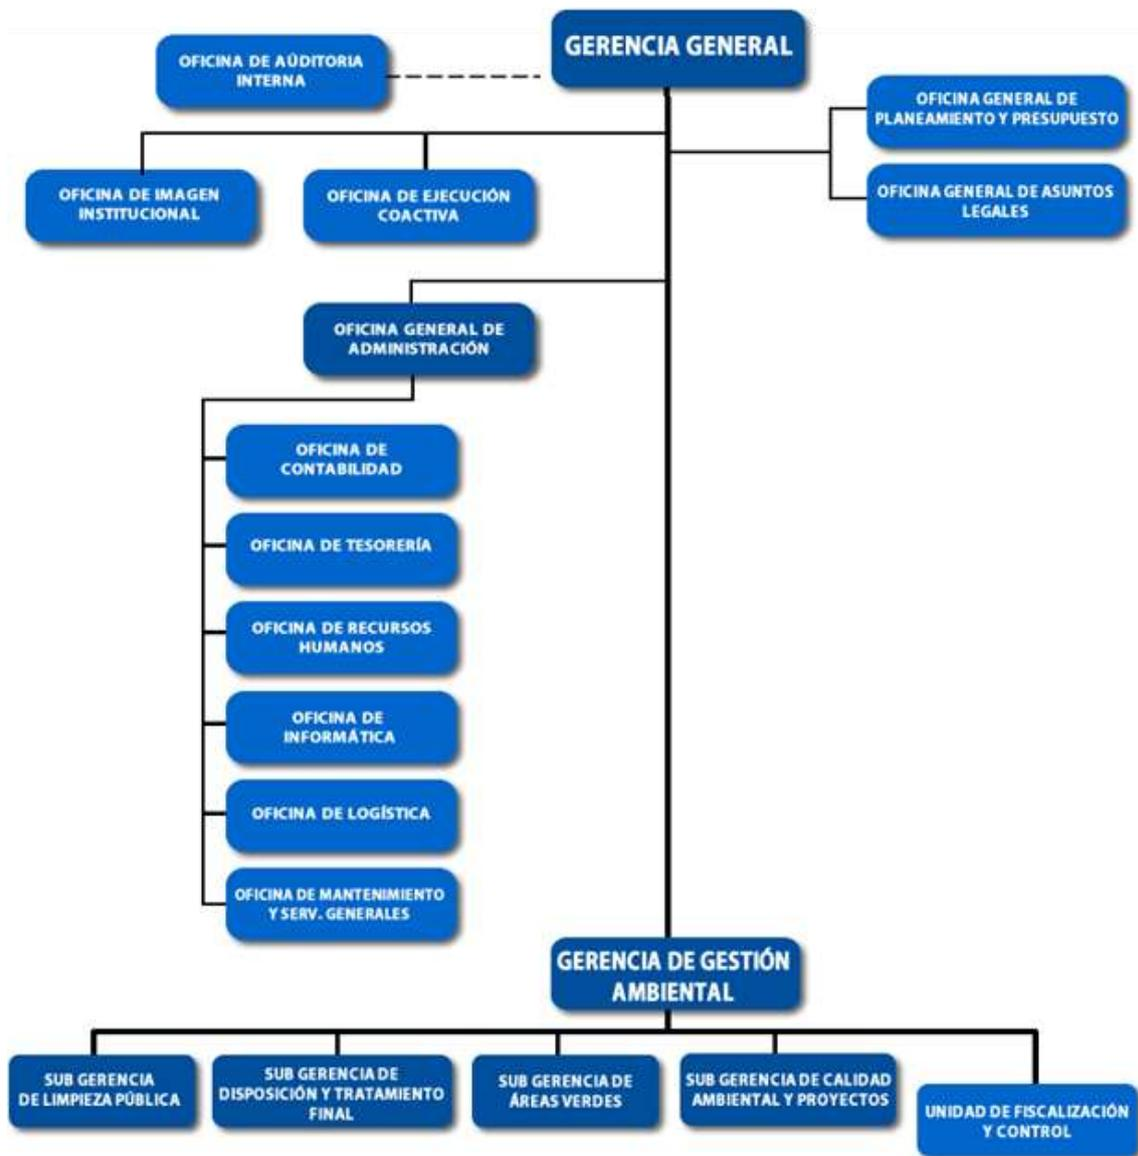 GERENCIA GENERAL
OFICINA DE AÚDITORIA
INTERNA
OFICINA GENERAL DE
PLANEAMIENTO Y PRESUPUESTO
OFICINA DE IMAGEN
INSTITUCIONAL
OFICINA DE EJECUCIÓN
COACTIVA
OFICINA GENERAL DE ASUNTOS
LEGALES
OFICINA GENERAL DE
ADMINISTRACIÓN
OFICINA DE
CONTABILIDAD
OFICINA DE TESORERÍA
OFICINA DE RECURSOS
HUMANOS
OFICINA DE
INFORMÁTICA
OFICINA DE LOGÍSTICA
OFICINA DE MANTENIMIENTO
Y SERV. GENERALES
GERENCIA DE GESTIÓN
AMBIENTAL
SUB GERENCIA
DE LIMPIEZA PÚBLICA
SUB GERENCIA DE
DISPOSICIÓN Y TRATAMIENTO
FINAL
SUB GERENCIA DE
ÁREAS VERDES
SUB GERENCIA DE CALIDAD
AMBIENTAL Y PROYECTOS
UNIDAD DE FISCALIZACIÓN
Y CONTROL